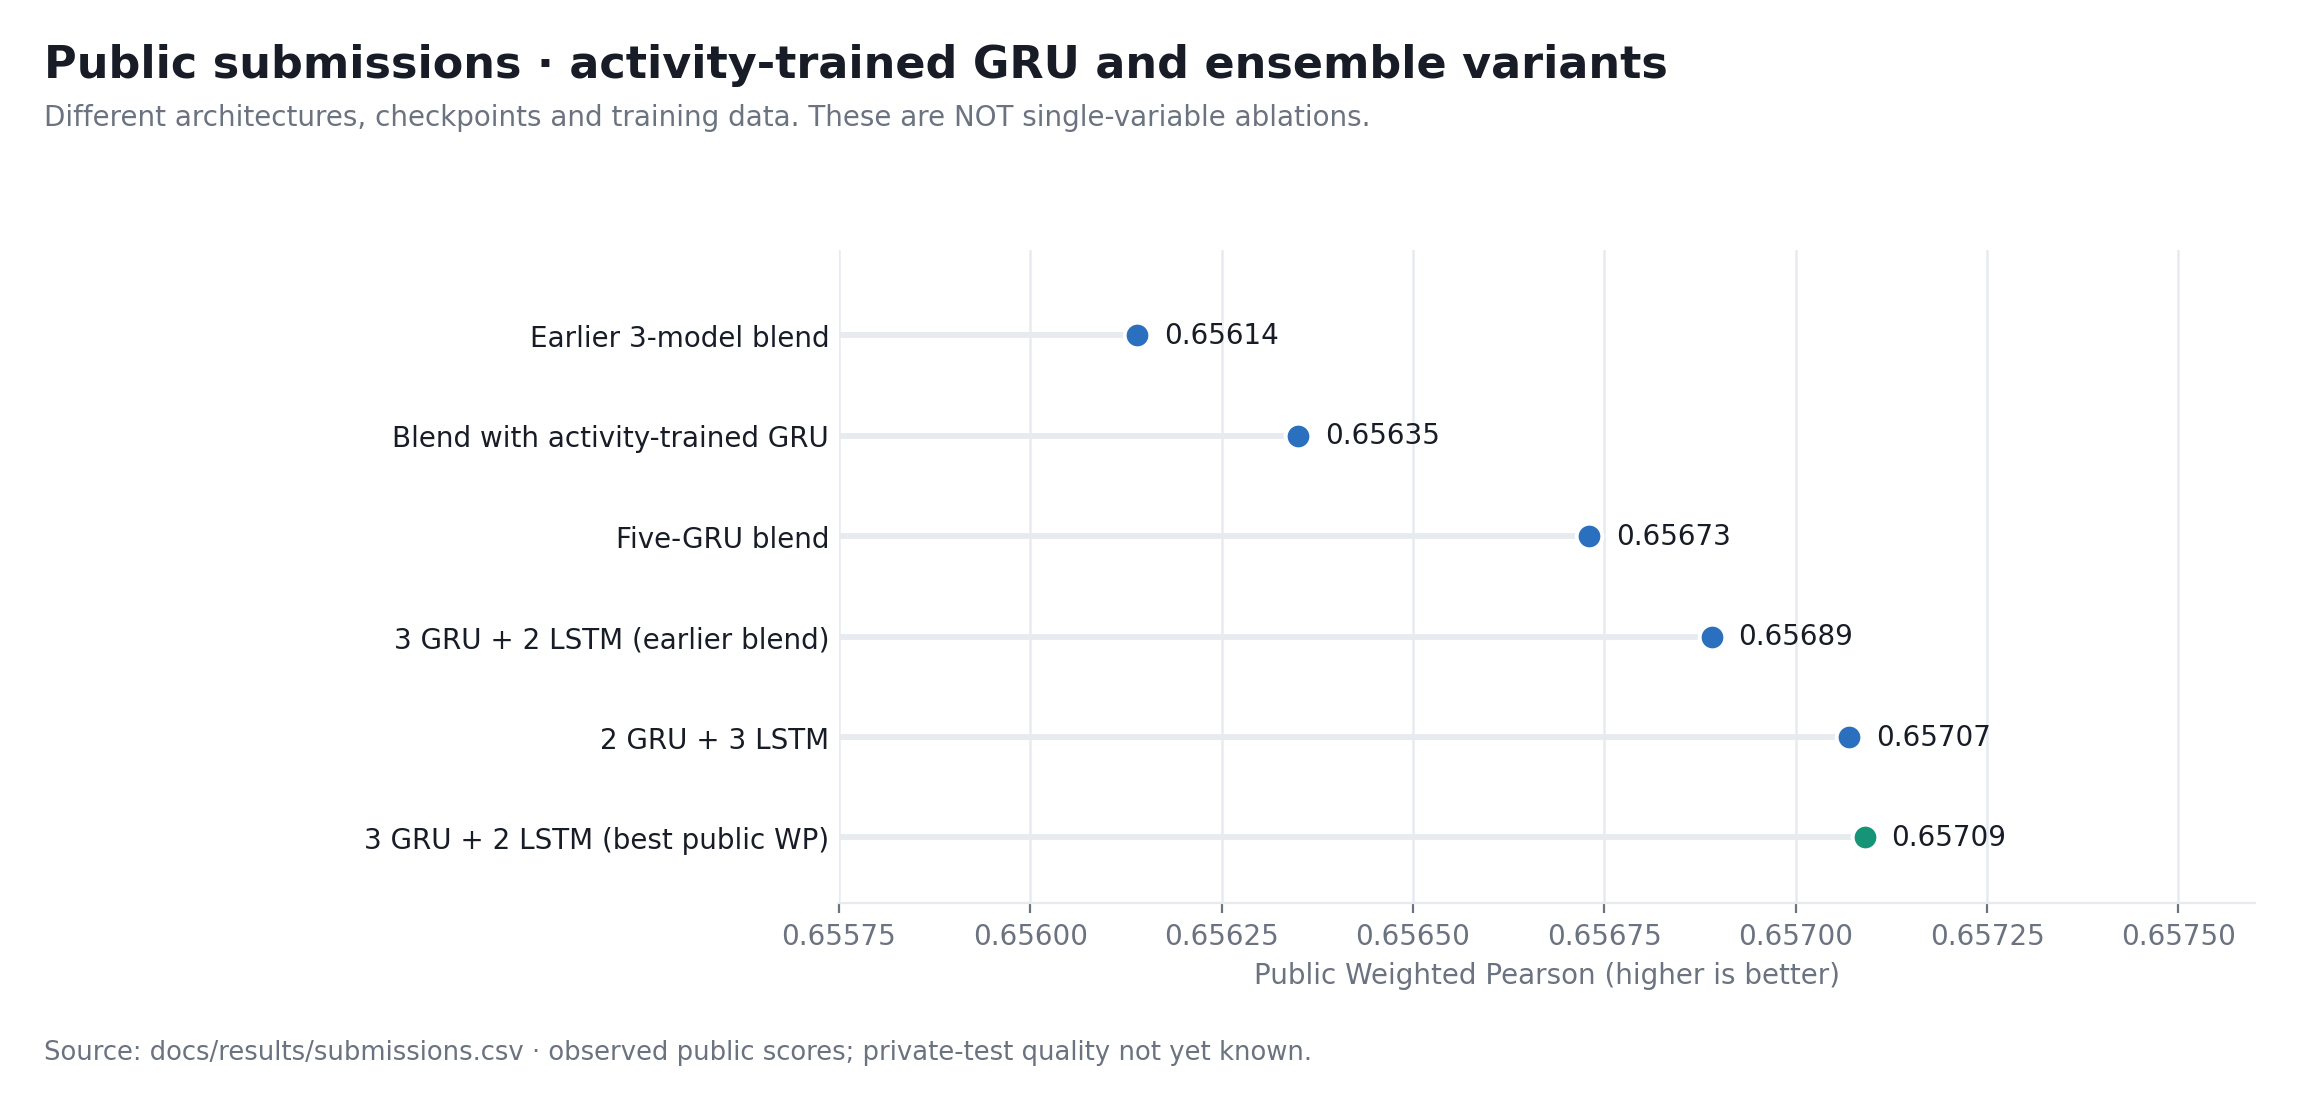 Public submissions · activity-trained GRU and ensemble variants
Different architectures, checkpoints and training data. These are NOT single-variable ablations.
Earlier 3-model blend 0.65614
Blend with activity-trained GRU 0.65635
Five-GRU blend 0.65673
3 GRU + 2 LSTM (earlier blend) 0.65689
2 GRU + 3 LSTM 0.65707
3 GRU + 2 LSTM (best public WP) 0.65709
0.65575 0.65600 0.65625 0.65650 0.65675 0.65700 0.65725 0.65750
Public Weighted Pearson (higher is better)
Source: docs/results/submissions.csv · observed public scores; private-test quality not yet known.